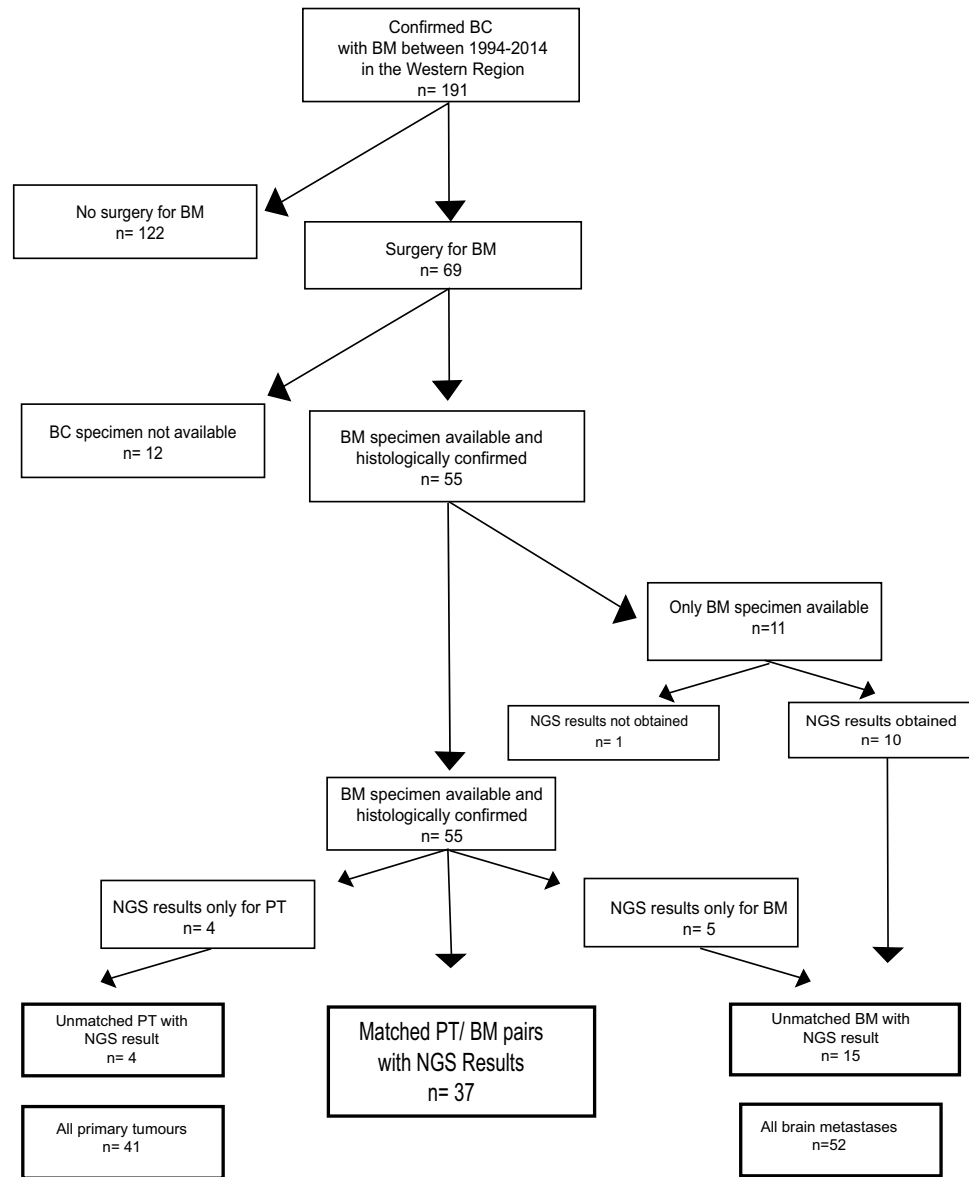 Confirmed BC
with BM between 1994-2014
in the Western Region
n= 191
No surgery for BM
n= 122
Surgery for BM
n= 69
BC specimen not available
n= 12
BM specimen available and
histologically confirmed
n= 55
Only BM specimen available
n=11
NGS results not obtained
n= 1
NGS results obtained
n= 10
BM specimen available and
histologically confirmed
n= 55
NGS results only for PT
n= 4
NGS results only for BM
n= 5
Unmatched PT with
NGS result
n= 4
Matched PT/ BM pairs
with NGS Results
n= 37
Unmatched BM with
NGS result
n= 15
All primary tumours
n= 41
All brain metastases
n=52